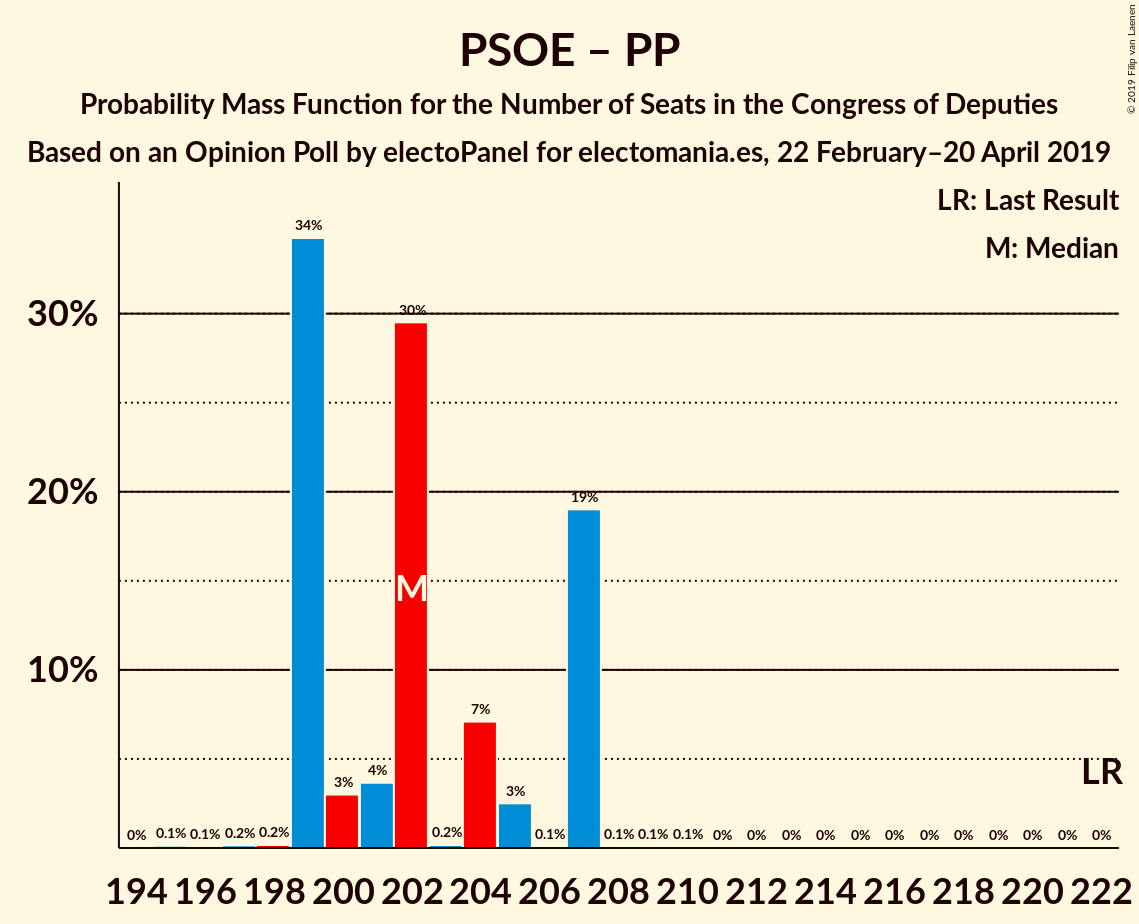 PSOE – PP
Probability Mass Function for the Number of Seats in the Congress of Deputies
Based on an Opinion Poll by electoPanel for electomania.es, 22 February–20 April 2019
© 2019 Filip van Laenen
LR: Last Result
M: Median
34%
30%
30%
20%
19%
M
10%
7%
LR
4%
3%
3%
0% 0.1% 0.1% 0.2% 0.2% 0.2% 0.1% 0.1% 0.1% 0.1% 0% 0% 0% 0% 0% 0% 0% 0% 0% 0% 0% 0%
194 196 198 200 202 204 206 208 210 212 214 216 218 220 222